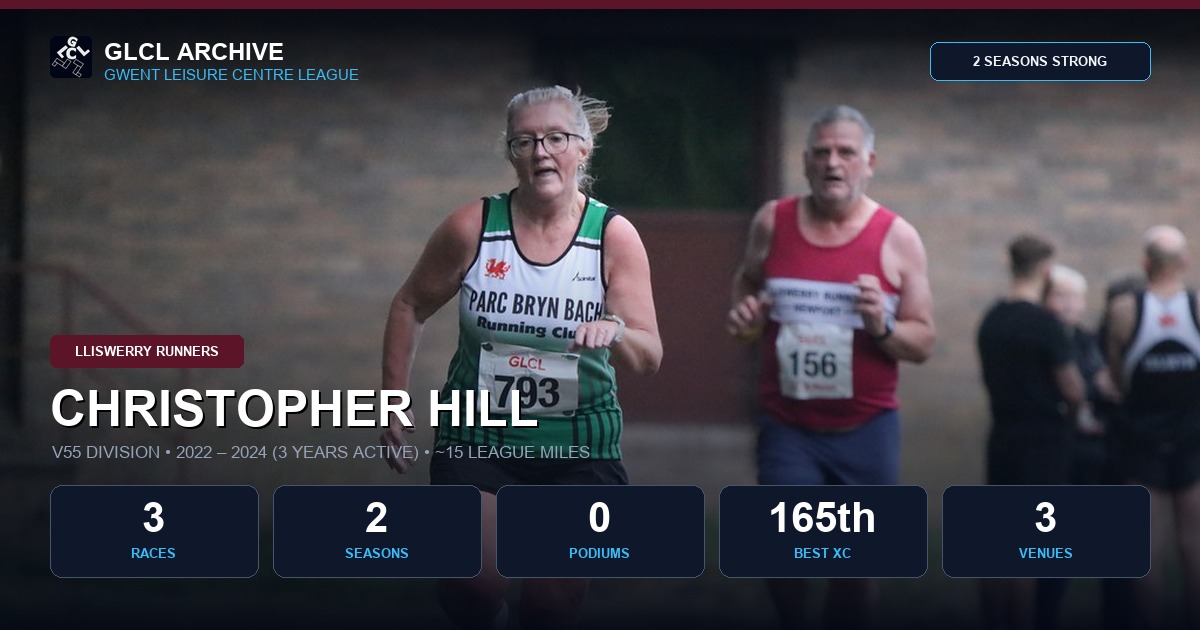 GLCL ARCHIVE
GWENT LEISURE CENTRE LEAGUE
2 SEASONS STRONG
PARC BRYN BACH
Running Clu
GLCL
793
NEWPORT
156
LLISWERRY RUNNERS
CHRISTOPHER HILL
V55 DIVISION • 2022 – 2024 (3 YEARS ACTIVE) • ~15 LEAGUE MILES
3
RACES
2
SEASONS
0
PODIUMS
165th
BEST XC
3
VENUES